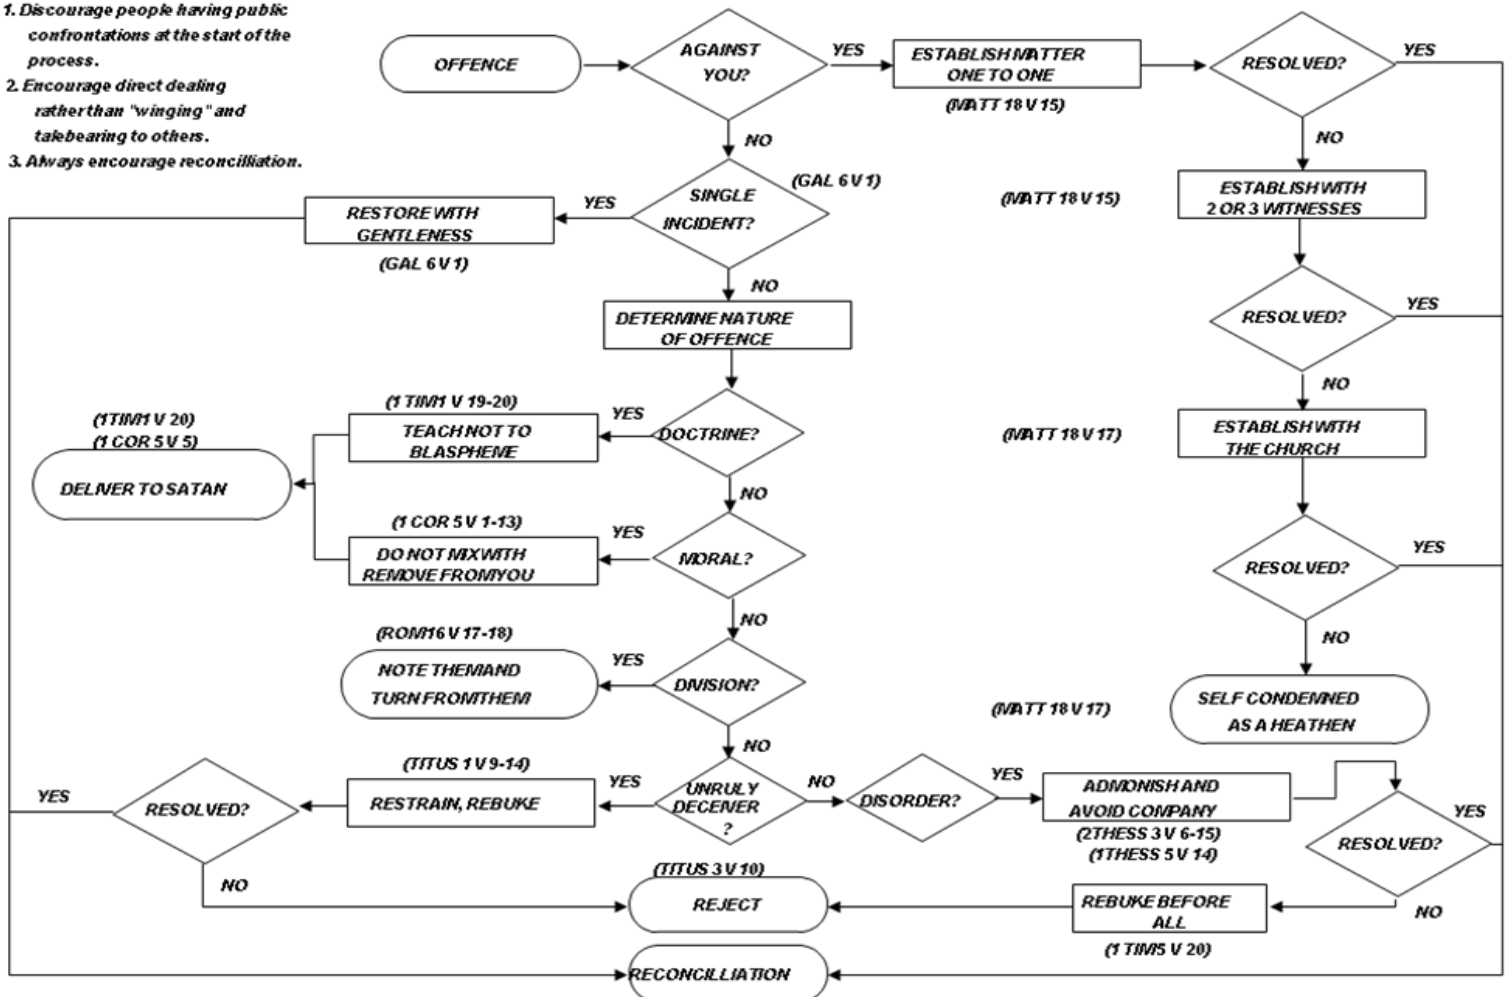 1. Discourage people having public
confrontations at the start of the
process.
2. Encourage direct dealing
rather than "winging" and
talebearing to others.
3. Always encourage reconcilliation.
OFFENCE
AGAINST
YOU?
YES
ESTABLISH MATTER
ONE TO ONE
(MATT 18 V 15)
RESOLVED?
YES
NO
NO
SINGLE
INCIDENT?
(GAL 6 V 1)
YES
RESTORE WITH
GENTLENESS
(GAL 6 V 1)
(MATT 18 V 15)
ESTABLISH WITH
2 OR 3 WITNESSES
NO
DETERMINE NATURE
OF OFFENCE
RESOLVED?
YES
NO
(1 TIM1 V 19-20)
YES
TEACH NOT TO
BLASPHEME
DOCTRINE?
(1TIM1 V 20)
(1 COR 5 V 5)
DELIVER TO SATAN
(MATT 18 V 17)
ESTABLISH WITH
THE CHURCH
NO
(1 COR 5 V 1-13)
YES
DO NOT MIX WITH
REMOVE FROM YOU
MORAL?
RESOLVED?
YES
NO
NO
(ROM16 V 17-18)
YES
NOTE THEM AND
TURN FROM THEM
DIVISION?
(MATT 18 V 17)
SELF CONDEMNED
AS A HEATHEN
NO
(TITUS 1 V 9-14)
YES
RESTRAIN, REBUKE
UNRULY
DECEIVER
?
NO
DISORDER?
YES
ADMONISH AND
AVOID COMPANY
(2THESS 3 V 6-15)
(1THESS 5 V 14)
RESOLVED?
YES
NO
YES
RESOLVED?
NO
(TITUS 3 V 10)
REJECT
REBUKE BEFORE
ALL
(1 TIM5 V 20)
RECONCILLIATION